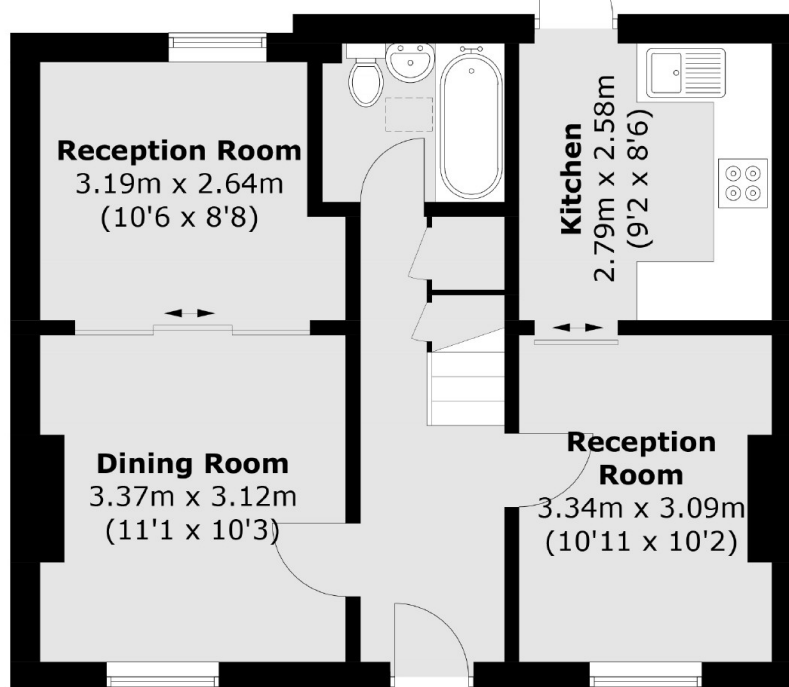 Reception Room
3.19m x 2.64m
(10'6 x 8'8)
Kitchen
2.79m x 2.58m
(9'2 x 8'6)
Dining Room
3.37m x 3.12m
(11'1 x 10'3)
Reception
Room
3.34m x 3.09m
(10'11 x 10'2)